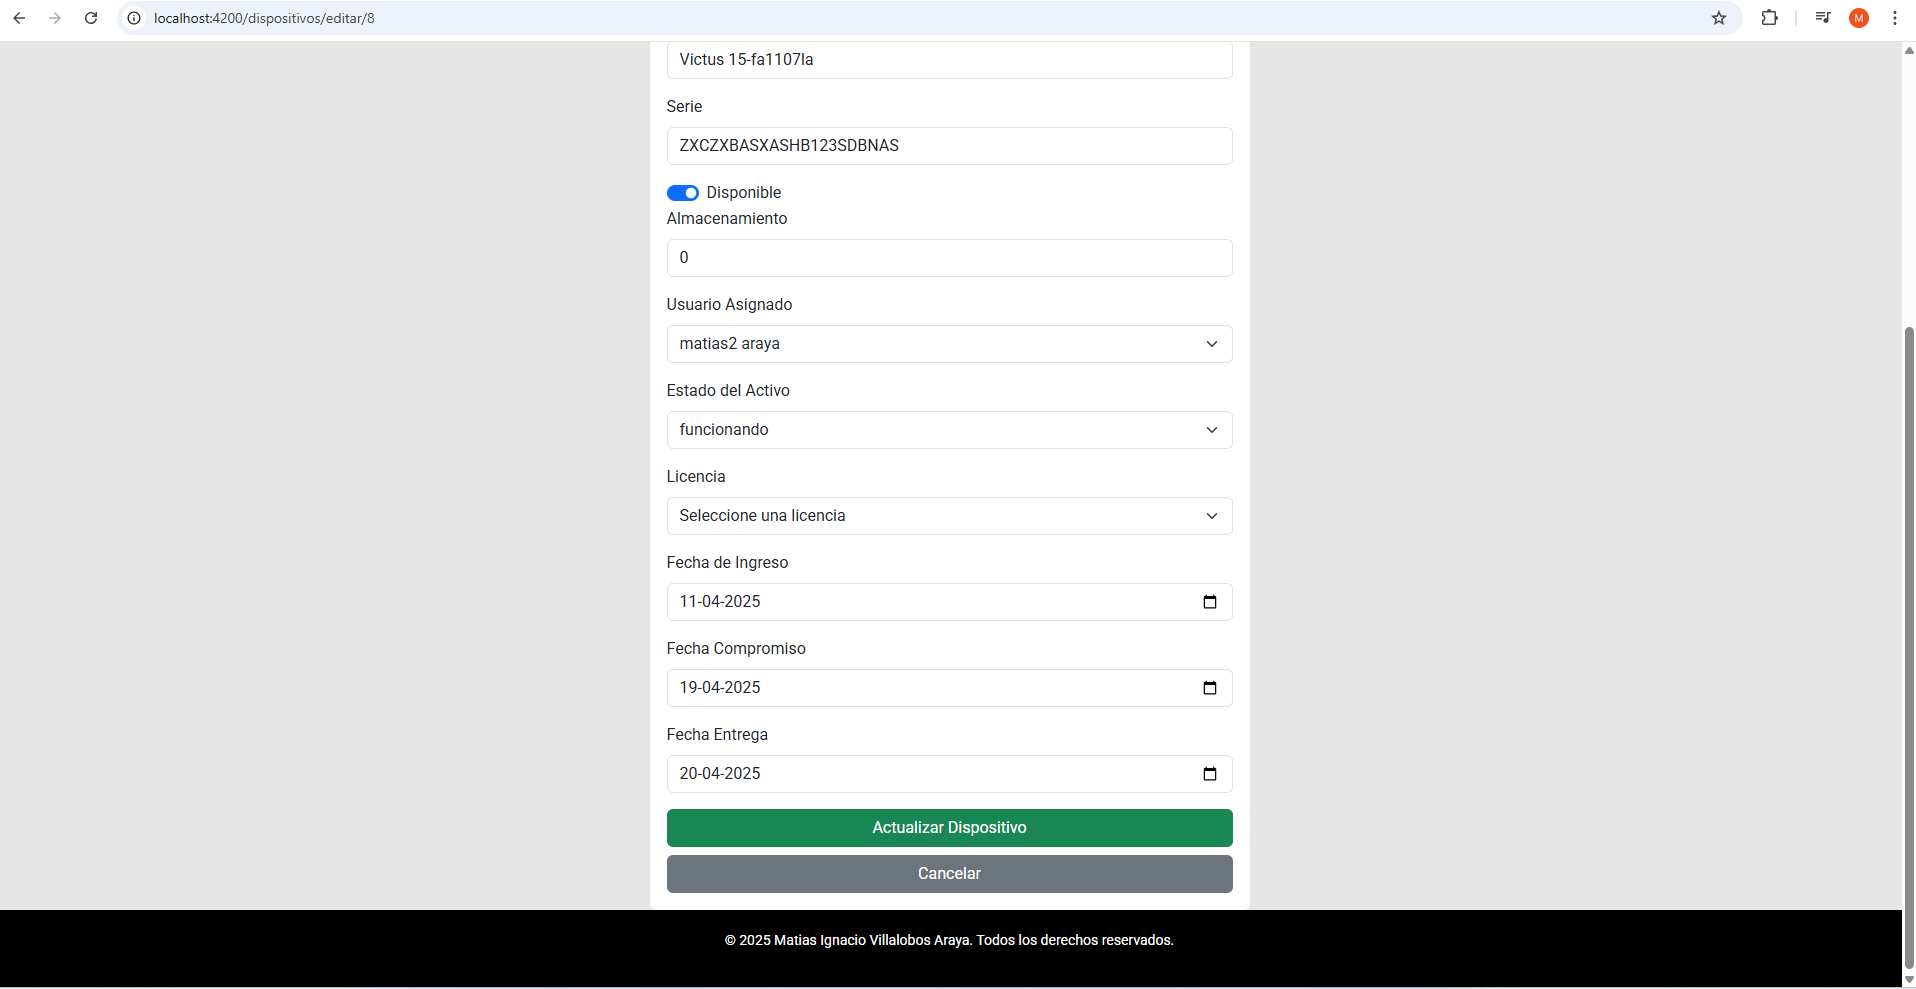 localhost:4200/dispositivos/editar/8
M
Victus 15-fa1107la
Serie
ZXCZXBASXASHB123SDBNAS
Disponible
Almacenamiento
0
Usuario Asignado
matias2 araya
Estado del Activo
funcionando
Licencia
Seleccione una licencia
Fecha de Ingreso
11-04-2025
Fecha Compromiso
19-04-2025
Fecha Entrega
20-04-2025
Actualizar Dispositivo
Cancelar
© 2025 Matias Ignacio Villalobos Araya. Todos los derechos reservados.